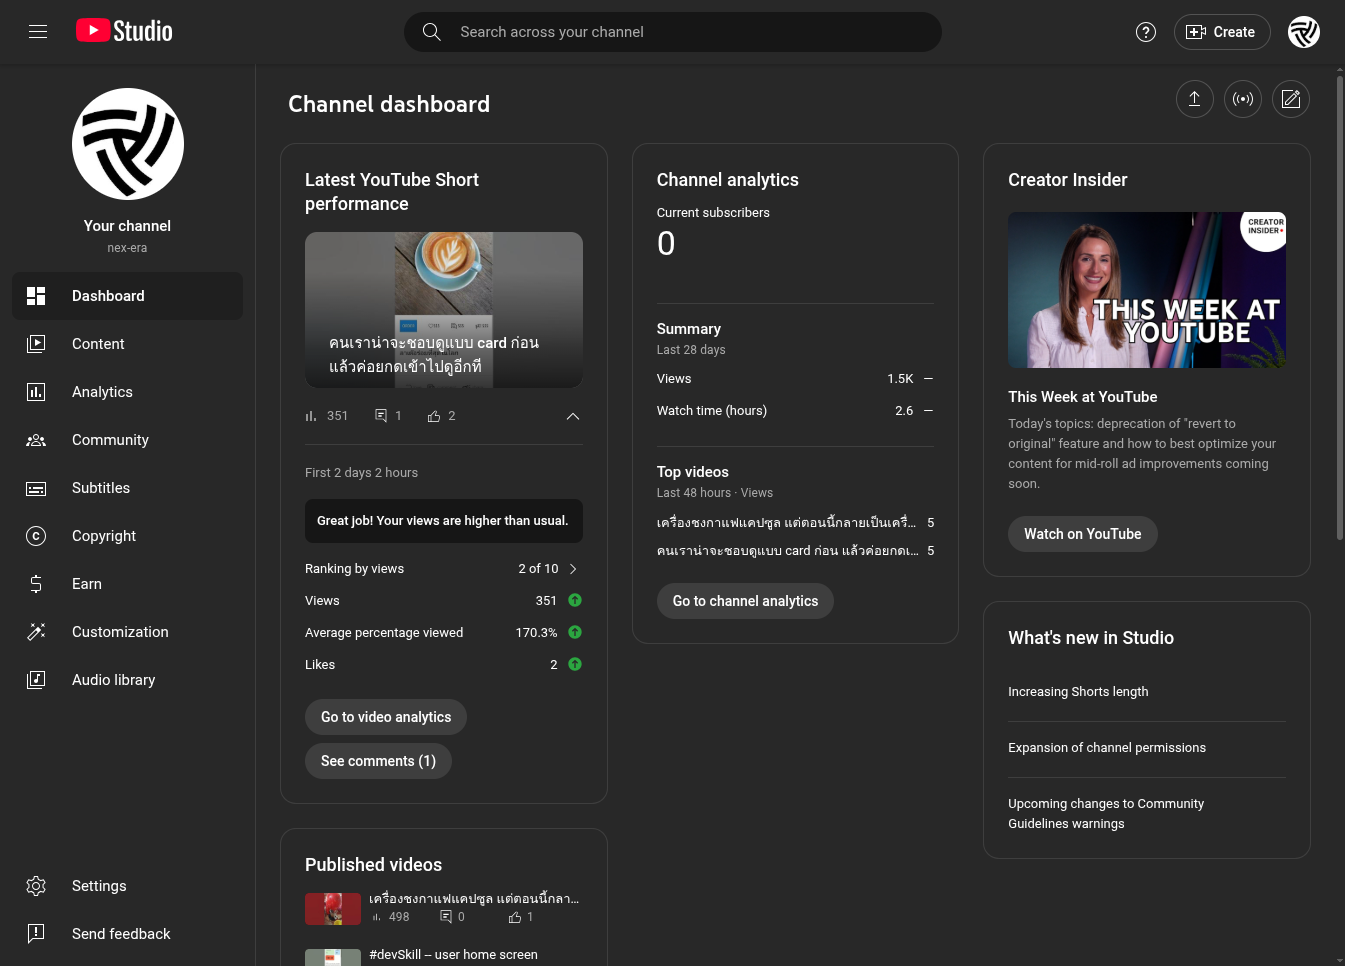 Studio
Search across your channel
Create
Your channel
nex-era
Dashboard
Content
Analytics
Community
Subtitles
Copyright
Earn
Customization
Audio library
Settings
Send feedback
Channel dashboard
Latest YouTube Short
performance
คนเราน่าจะชอบดูแบบ card ก่อน
แล้วค่อยกดเข้าไปดูอีกที
351 1 2
First 2 days 2 hours
Great job! Your views are higher than usual.
Ranking by views 2 of 10
Views 351
Average percentage viewed 170.3%
Likes 2
Go to video analytics
See comments (1)
Published videos
เครื่องชงกาแฟแคปซูล แต่ตอนนี้กลา...
498 0 1
#devSkill -- user home screen
Channel analytics
Current subscribers
0
Summary
Last 28 days
Views 1.5K —
Watch time (hours) 2.6 —
Top videos
Last 48 hours · Views
เครื่องชงกาแฟแคปซูล แต่ตอนนี้กลายเป็นเครื่... 5
คนเราน่าจะชอบดูแบบ card ก่อน แล้วค่อยกดเ... 5
Go to channel analytics
Creator Insider
CREATOR
INSIDER
THIS WEEK AT
YOUTUBE
This Week at YouTube
Today's topics: deprecation of "revert to
original" feature and how to best optimize your
content for mid-roll ad improvements coming
soon.
Watch on YouTube
What's new in Studio
Increasing Shorts length
Expansion of channel permissions
Upcoming changes to Community
Guidelines warnings